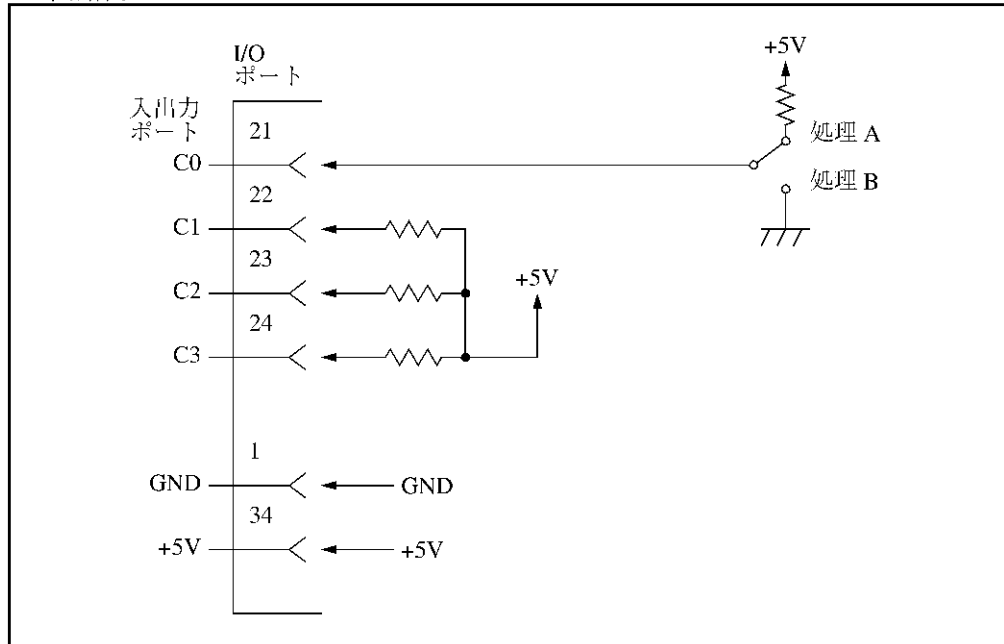 I/O
ポート
+5V
入出力
ポート
21
処理 A
C0
22
処理 B
C1
23
C2
+5V
24
C3
1
GND
GND
34
+5V
+5V